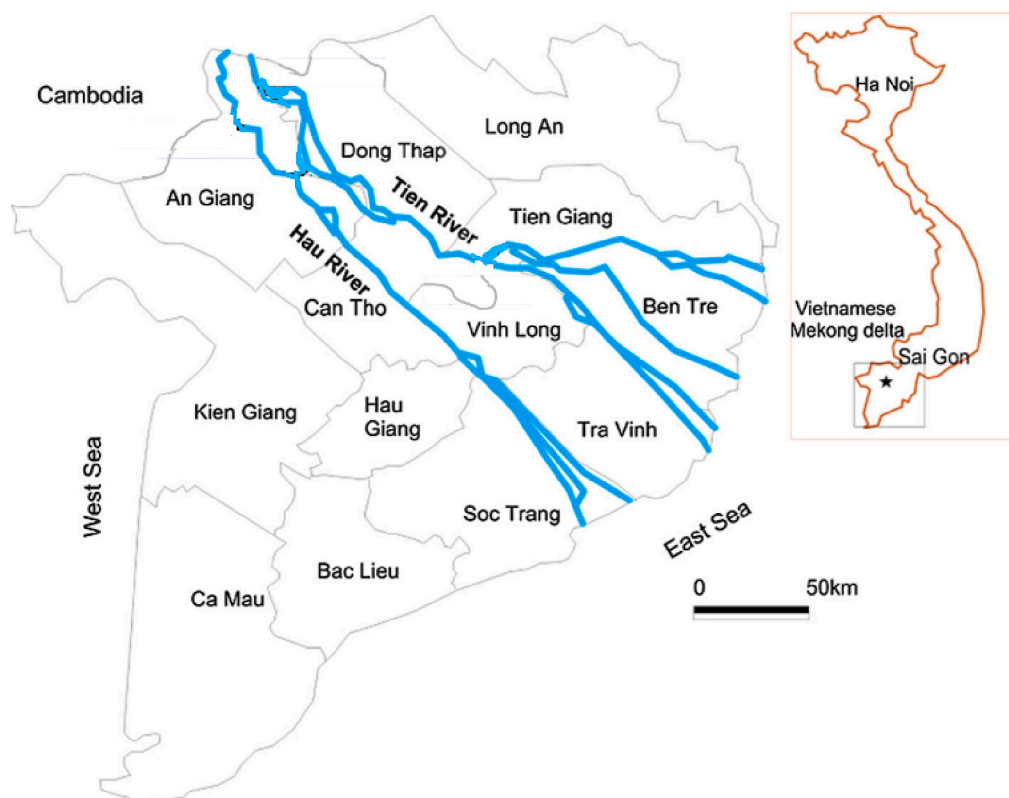 Cambodia
Long An
Dong Thap
An Giang
Tien River
Tien Giang
Hau River
Can Tho
Vinh Long
Ben Tre
Kien Giang
Hau
Giang
Tra Vinh
West Sea
Soc Trang
East Sea
Bac Lieu
Ca Mau
0 50km
Ha Noi
Vietnamese
Mekong delta
Sai Gon